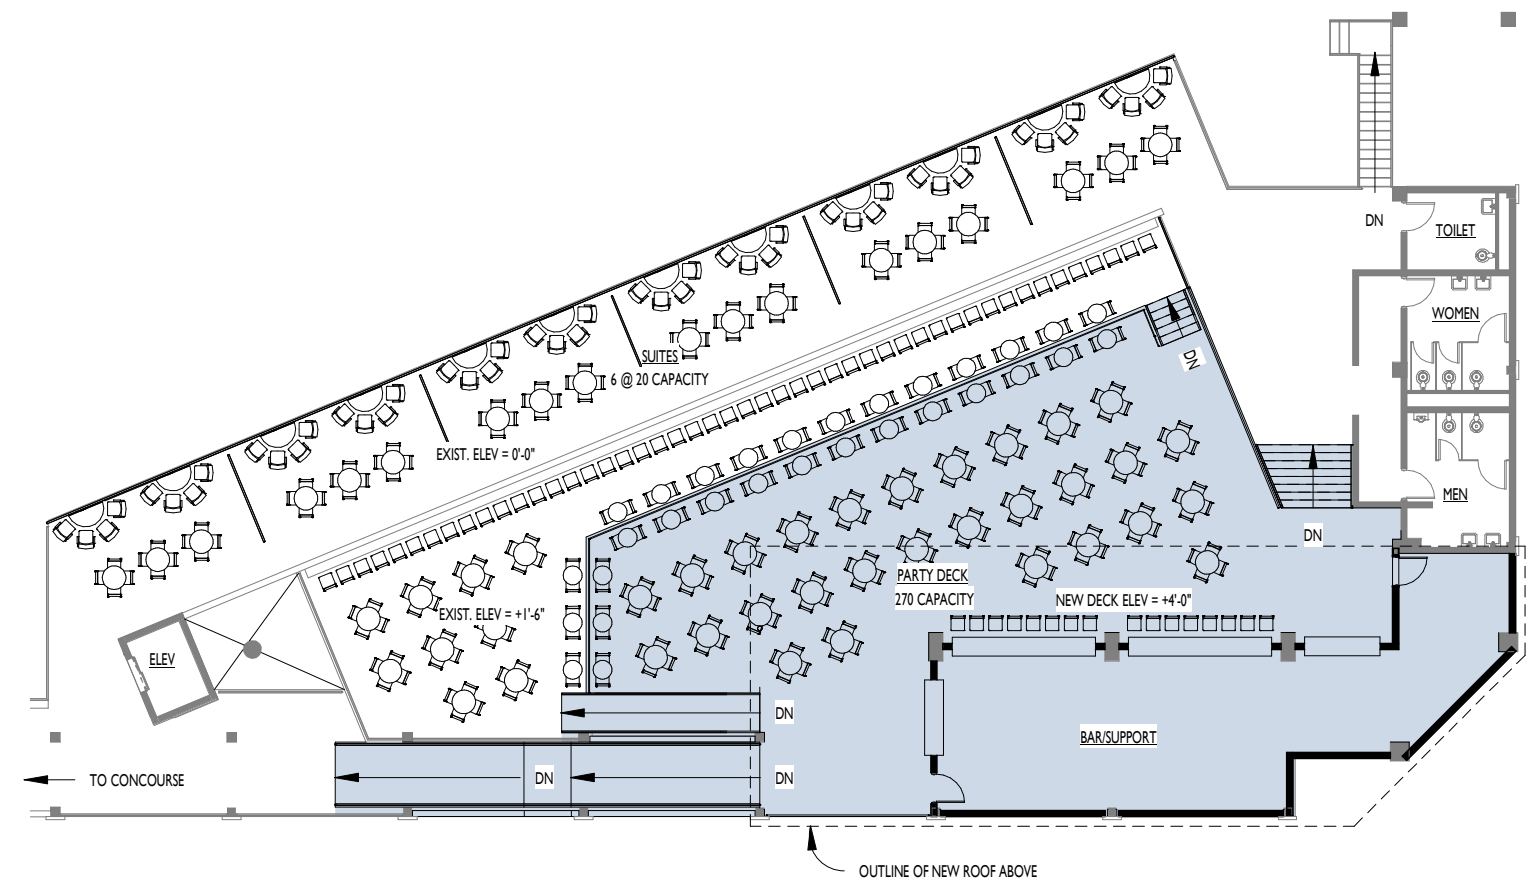 DN
TOILET
WOMEN
SUITES
6 @ 20 CAPACITY
DN
EXIST. ELEV = 0'-0"
MEN
DN
PARTY DECK
270 CAPACITY
NEW DECK ELEV = +4'-0"
EXIST. ELEV = +1'-6"
ELEV
DN
BAR/SUPPORT
TO CONCOURSE
DN
DN
OUTLINE OF NEW ROOF ABOVE